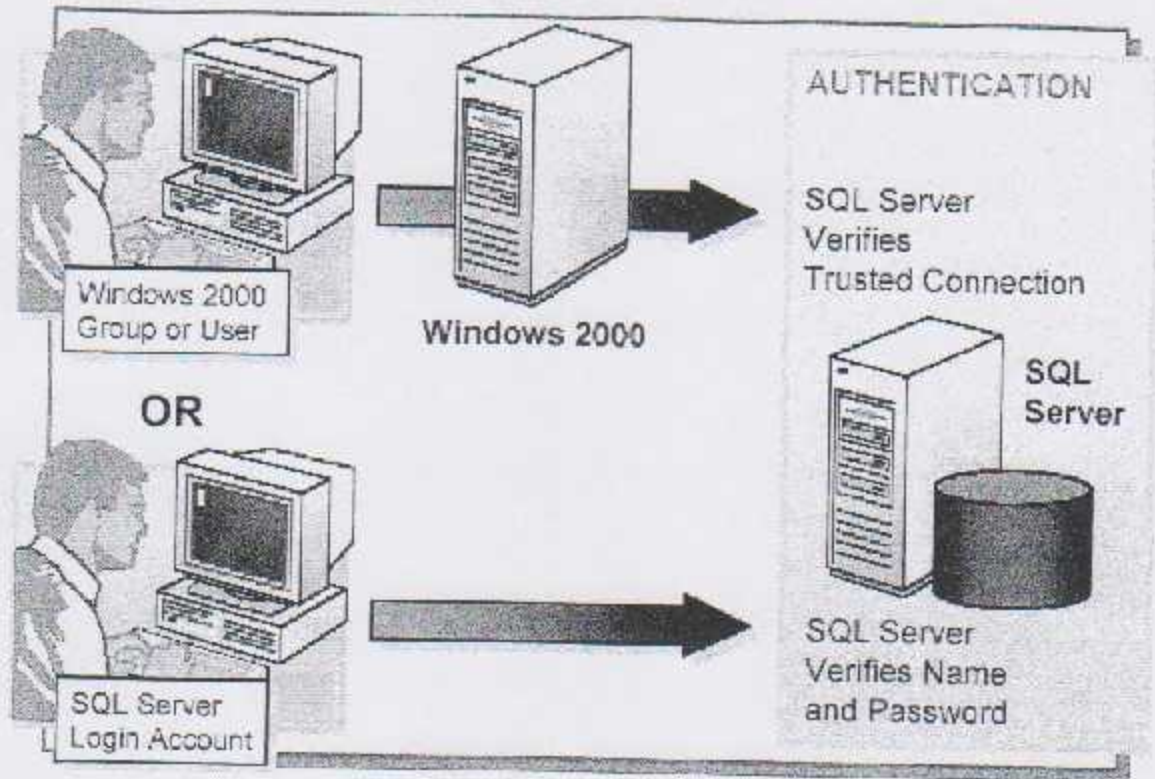 AUTHENTICATION
SQL Server
Verifies
Trusted Connection
Windows 2000
Group or User
Windows 2000
SQL
Server
OR
SQL Server
Login Account
SQL Server
Verifies Name
and Password